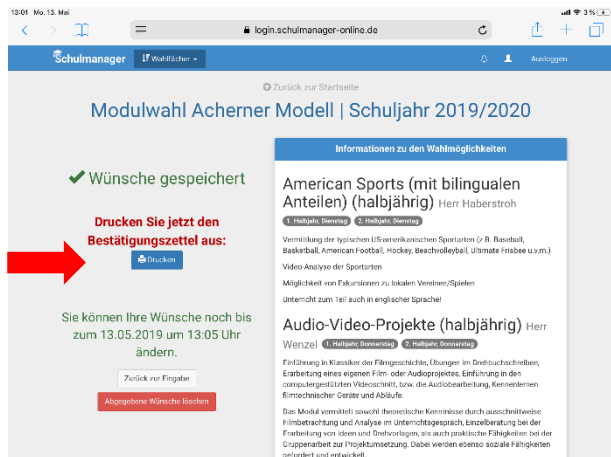 13:01 Mo. 13. Mai
3 %
login.schulmanager-online.de
Schulmanager
Wahlfächer
Ausloggen
Zurück zur Startseite
Modulwahl Acherner Modell | Schuljahr 2019/2020
Wünsche gespeichert
Drucken Sie jetzt den
Bestätigungszettel aus:
Drucken
Sie können Ihre Wünsche noch bis
zum 13.05.2019 um 13:05 Uhr
ändern.
Zurück zur Eingabe
Abgegebene Wünsche löschen
Informationen zu den Wahlmöglichkeiten
American Sports (mit bilingualen
Anteilen) (halbjährig) Herr Haberstroh
1. Halbjahr, Dienstag 2. Halbjahr, Dienstag
Vermittlung der typischen US-amerikanischen Sportarten (z.B. Baseball,
Basketball, American Football, Hockey, Beachvolleyball, Ultimate Frisbee u.v.m.)
Video-Analyse der Sportarten
Möglichkeit von Exkursionen zu lokalen Vereinen/Spielen
Unterricht zum Teil auch in englischer Sprache!
Audio-Video-Projekte (halbjährig) Herr
Wenzel 1. Halbjahr, Donnerstag 2. Halbjahr, Donnerstag
Einführung in Klassiker der Filmgeschichte, Übungen im Drehbuchschreiben,
Erarbeitung eines eigenen Film- oder Audioprojektes, Einführung in den
computergestützten Videoschnitt, bzw. die Audiobearbeitung, Kennenlernen
filmtechnischer Geräte und Abläufe.
Das Modul vermittelt sowohl theoretische Kenntnisse durch ausschnittweise
Filmbetrachtung und Analyse im Unterrichtsgespräch, Einzelberatung bei der
Erarbeitung von Ideen und Drehvorlagen, als auch praktische Fähigkeiten bei der
Gruppenarbeit zur Projektumsetzung. Dabei werden ebenso soziale Fähigkeiten
gefordert und entwickelt.